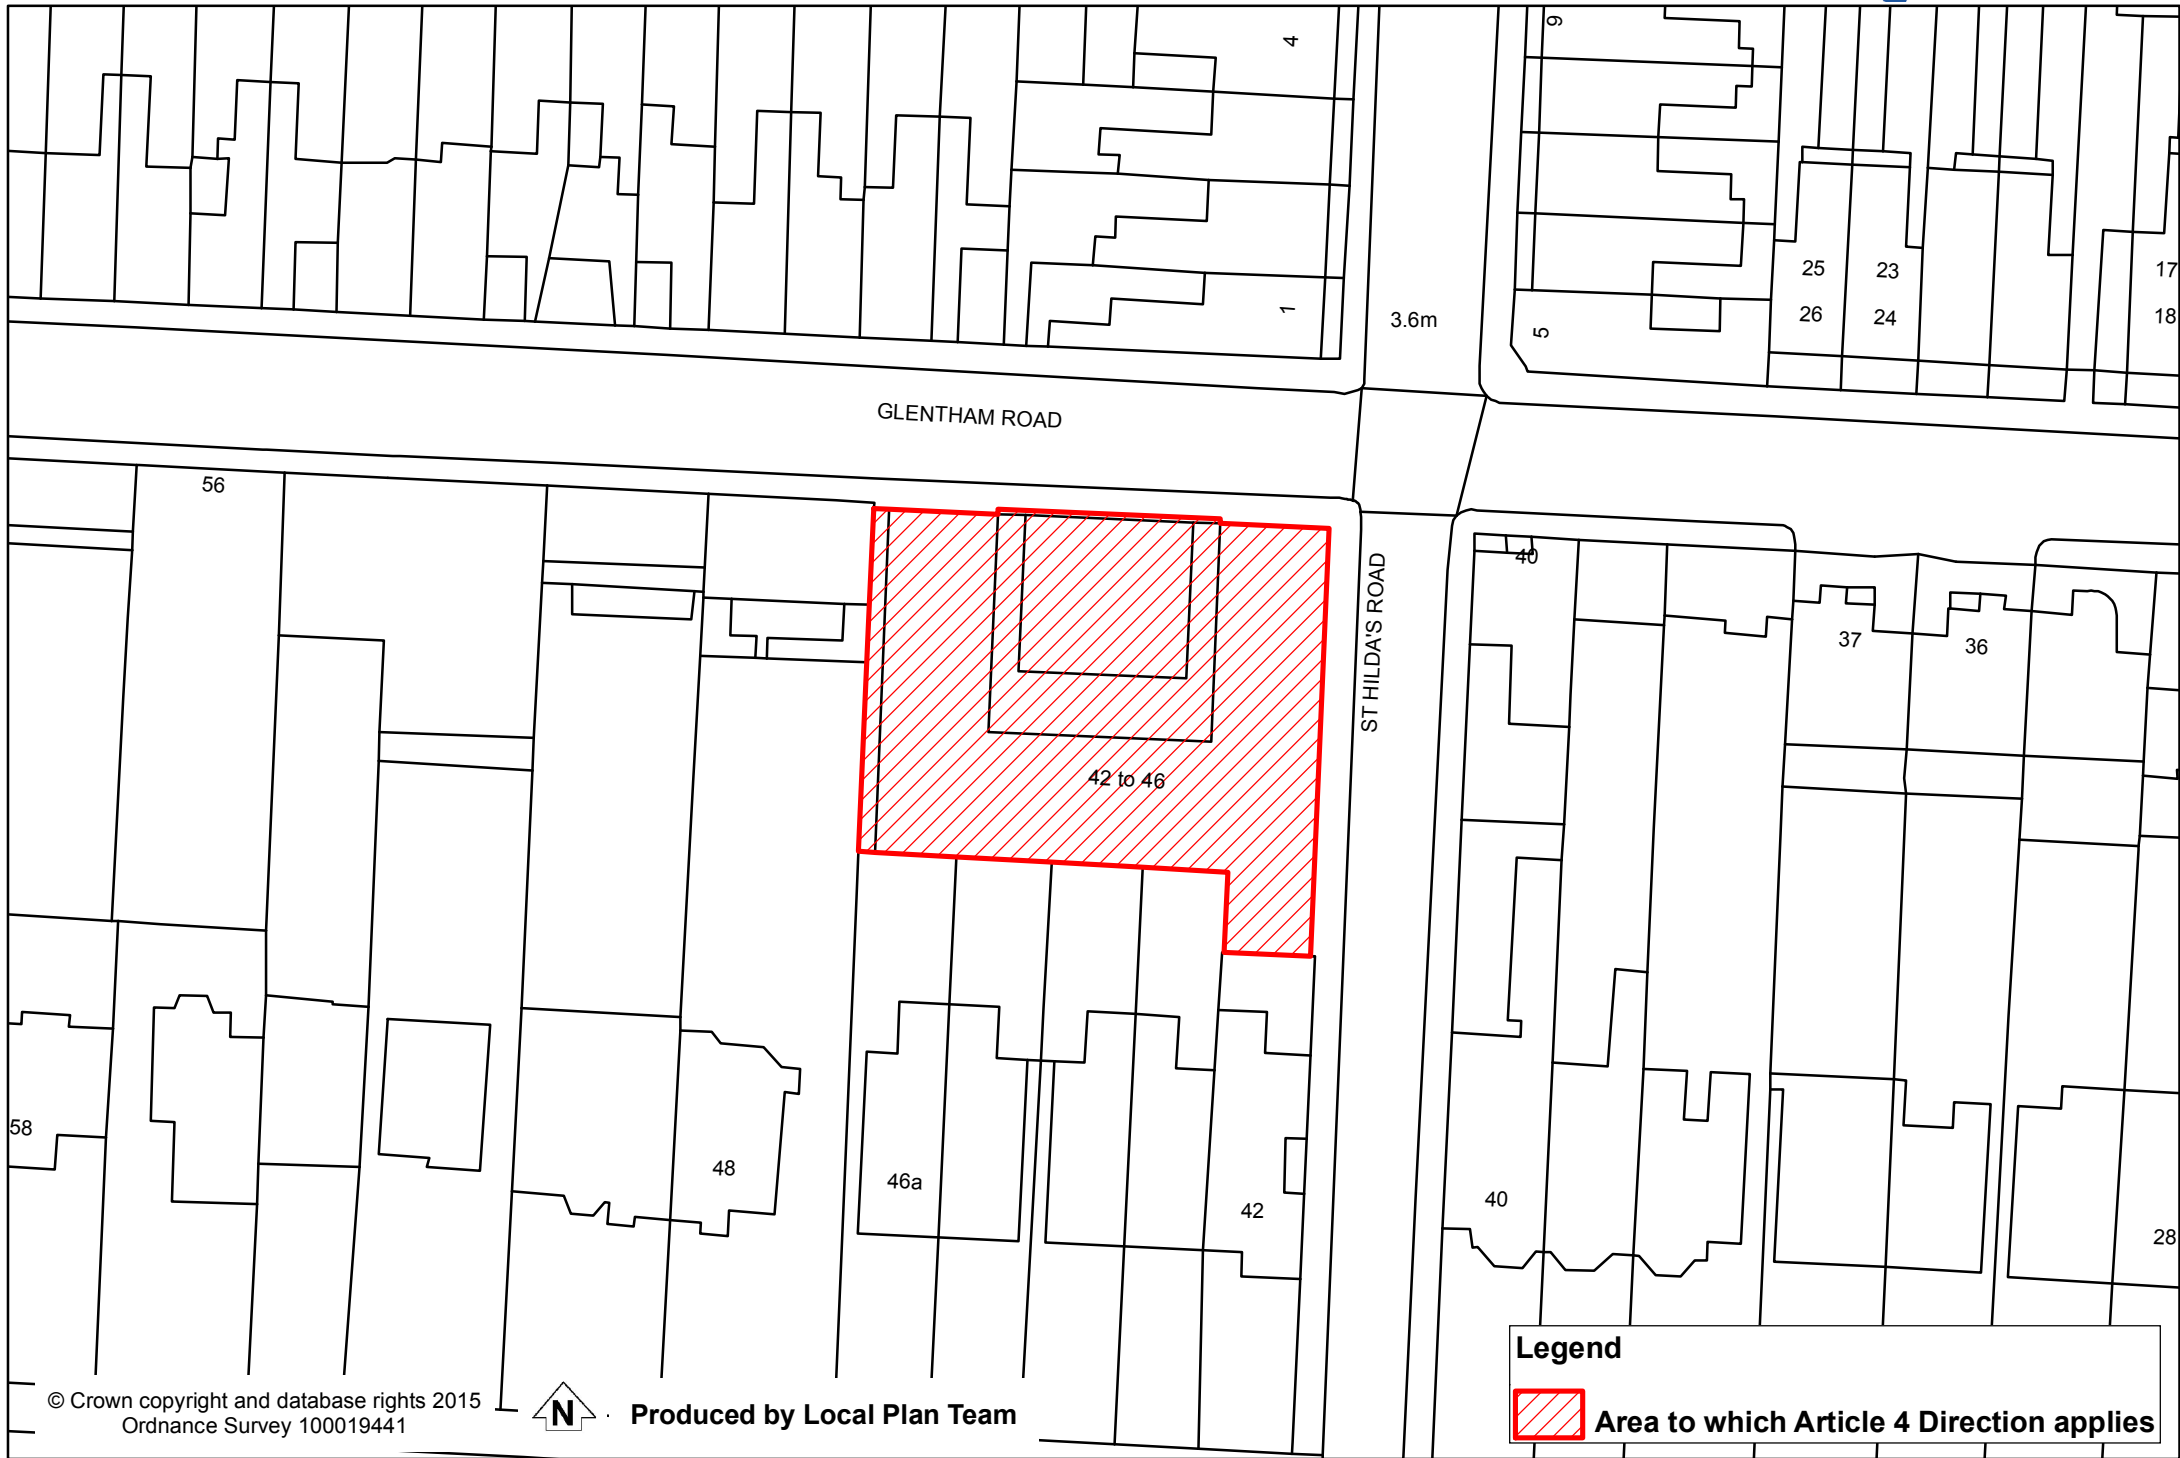 4
9
3.6m
1
5
25
23
17
26
24
18
GLENTHAM ROAD
56
40
ST HILDA'S ROAD
37
36
42 to 46
58
48
46a
42
40
28
Legend
Area to which Article 4 Direction applies
© Crown copyright and database rights 2015
Ordnance Survey 100019441
N
Produced by Local Plan Team